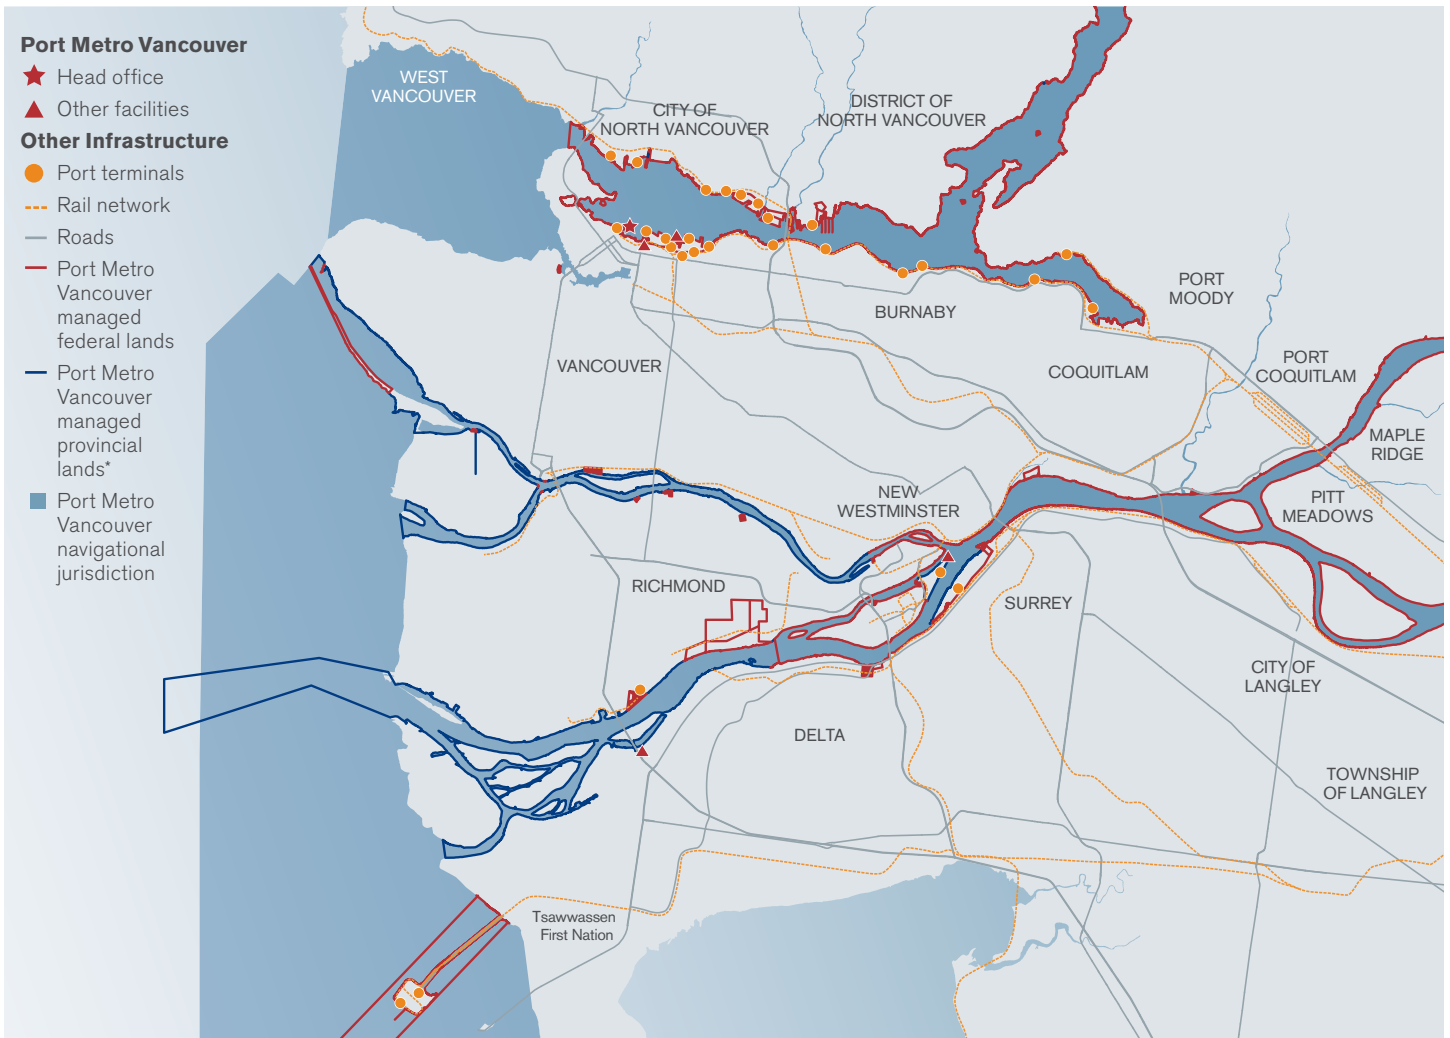 Port Metro Vancouver
Head office
Other facilities
Other Infrastructure
Port terminals
Rail network
Roads
Port Metro
Vancouver
managed
federal lands
Port Metro
Vancouver
managed
provincial
lands*
Port Metro
Vancouver
navigational
jurisdiction
WEST
VANCOUVER
CITY OF
NORTH VANCOUVER
DISTRICT OF
NORTH VANCOUVER
PORT
MOODY
BURNABY
VANCOUVER
COQUITLAM
PORT
COQUITLAM
MAPLE
RIDGE
PITT
MEADOWS
NEW
WESTMINSTER
RICHMOND
SURREY
CITY OF
LANGLEY
DELTA
TOWNSHIP
OF LANGLEY
Tsawwassen
First Nation